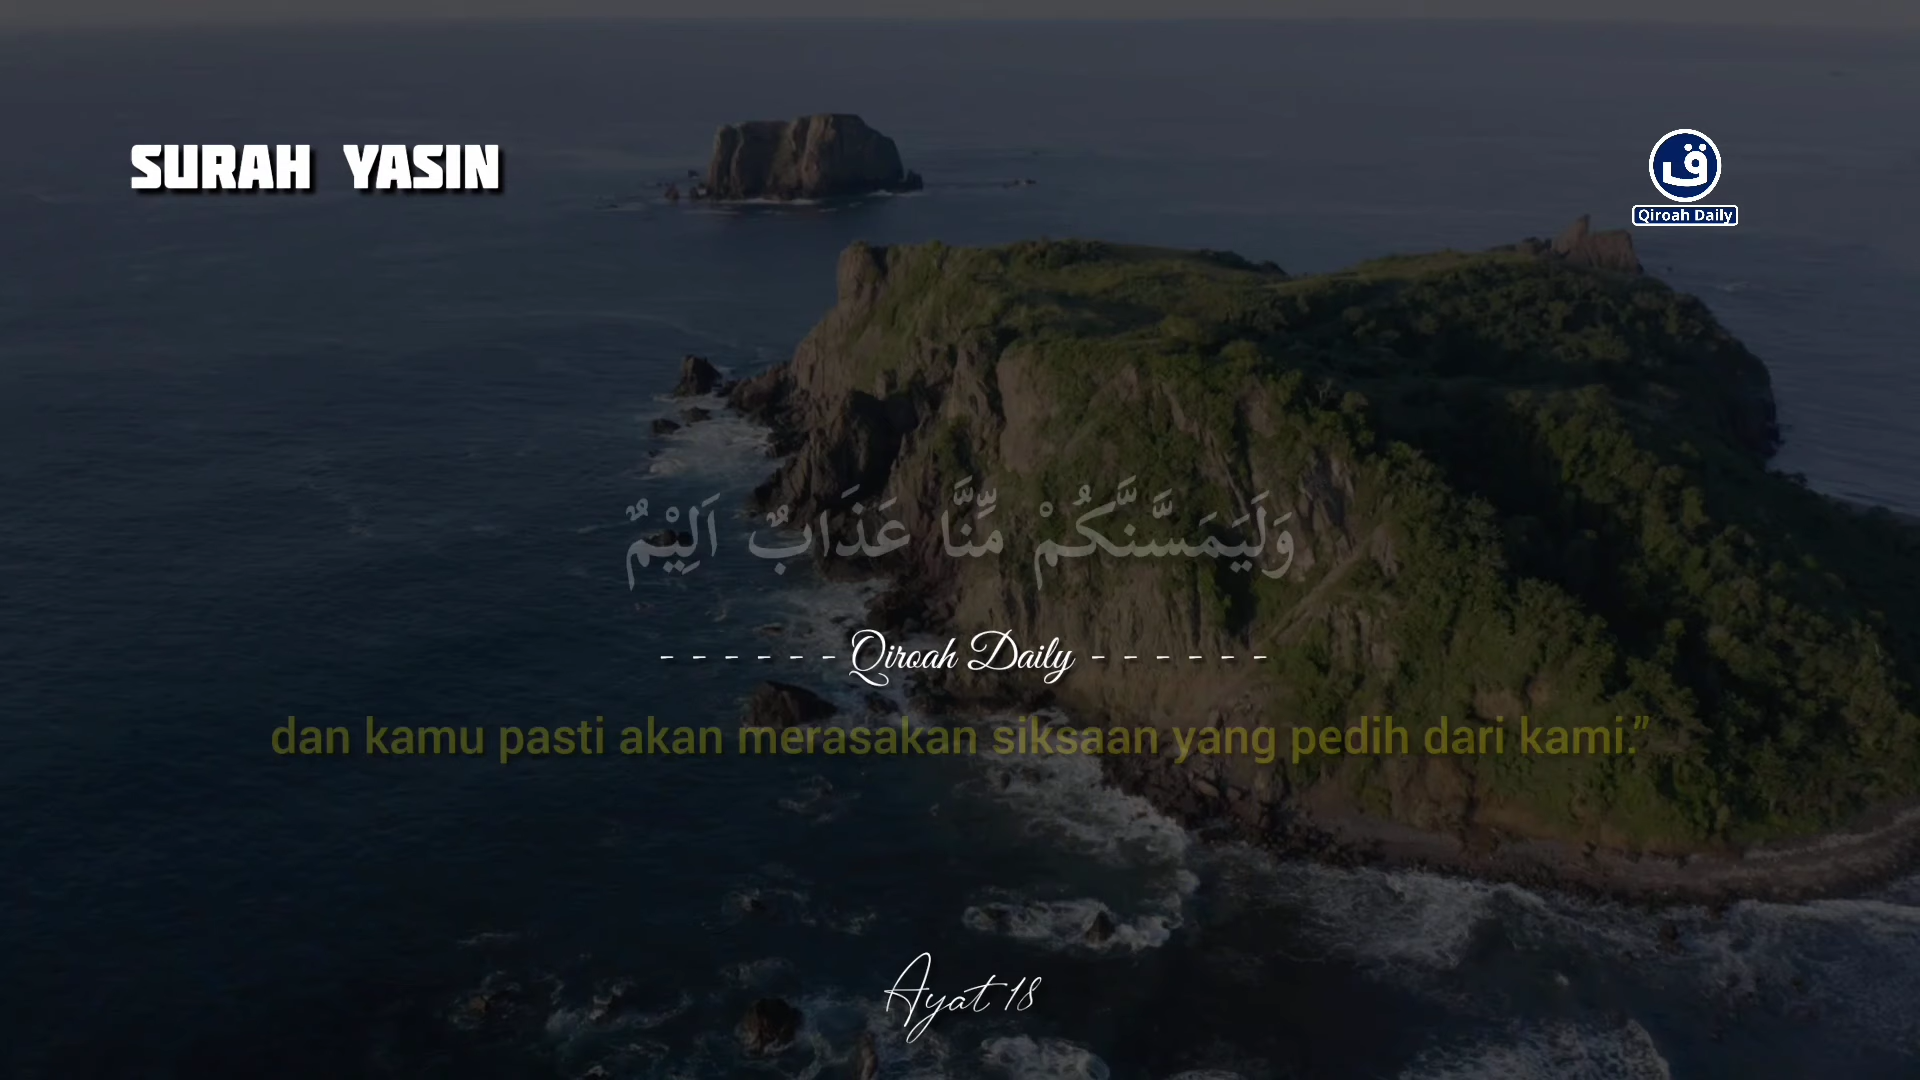 SURAH YASIN
ق
Qiroah Daily
وَلَيَمَسَّنَّكُمْ مِّنَّا عَذَابٌ اَلِيْمٌ
- - - - - - Qiroah Daily - - - - - -
dan kamu pasti akan merasakan siksaan yang pedih dari kami.”
Ayat 18